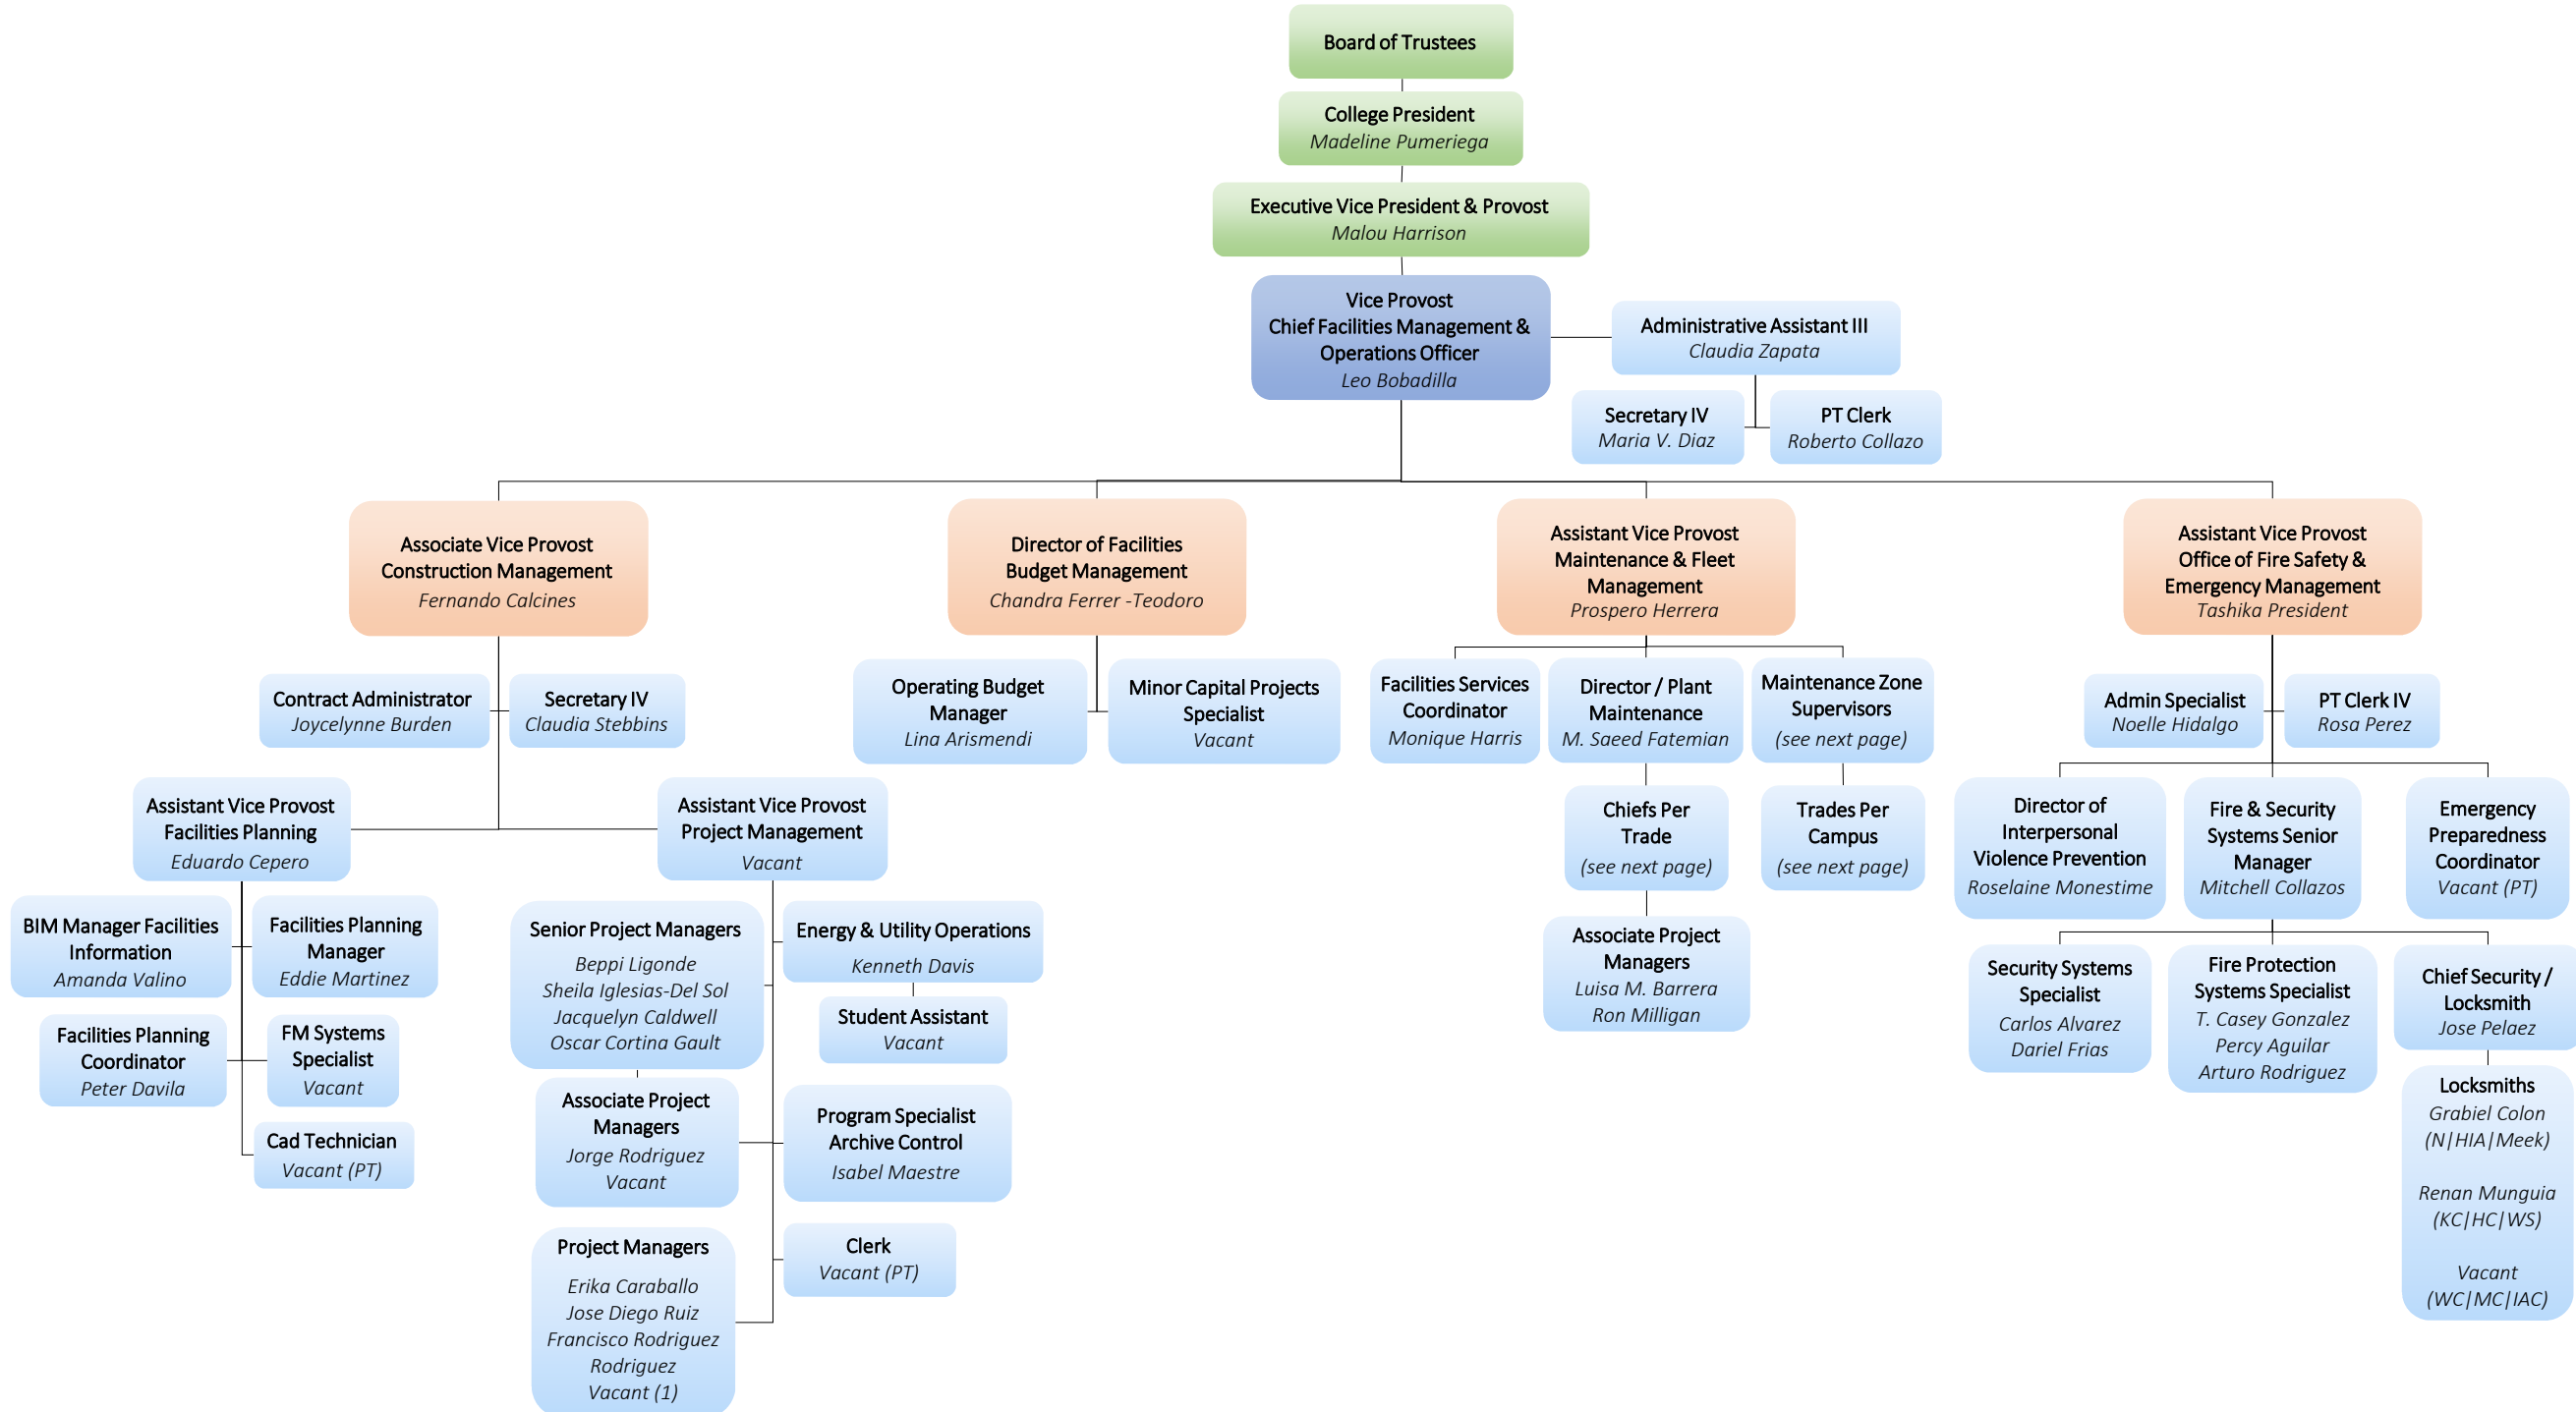 Board of Trustees
College President
Madeline Pumeriega
Executive Vice President & Provost
Malou Harrison
Vice Provost
Chief Facilities Management &
Operations Officer
Leo Bobadilla
Administrative Assistant III
Claudia Zapata
Secretary IV
Maria V. Diaz
PT Clerk
Roberto Collazo
Associate Vice Provost
Construction Management
Fernando Calcines
Director of Facilities
Budget Management
Chandra Ferrer -Teodoro
Assistant Vice Provost
Maintenance & Fleet
Management
Prospero Herrera
Assistant Vice Provost
Office of Fire Safety &
Emergency Management
Tashika President
Contract Administrator
Joycelynne Burden
Secretary IV
Claudia Stebbins
Operating Budget
Manager
Lina Arismendi
Minor Capital Projects
Specialist
Vacant
Facilities Services
Coordinator
Monique Harris
Director / Plant
Maintenance
M. Saeed Fatemian
Maintenance Zone
Supervisors
(see next page)
Admin Specialist
Noelle Hidalgo
PT Clerk IV
Rosa Perez
Assistant Vice Provost
Facilities Planning
Eduardo Cepero
Assistant Vice Provost
Project Management
Vacant
Chiefs Per
Trade
(see next page)
Trades Per
Campus
(see next page)
Director of
Interpersonal
Violence Prevention
Roselaine Monestime
Fire & Security
Systems Senior
Manager
Mitchell Collazos
Emergency
Preparedness
Coordinator
Vacant (PT)
BIM Manager Facilities
Information
Amanda Valino
Facilities Planning
Manager
Eddie Martinez
Facilities Planning
Coordinator
Peter Davila
FM Systems
Specialist
Vacant
Cad Technician
Vacant (PT)
Senior Project Managers
Beppi Ligonde
Sheila Iglesias-Del Sol
Jacquelyn Caldwell
Oscar Cortina Gault
Energy & Utility Operations
Kenneth Davis
Student Assistant
Vacant
Associate Project
Managers
Jorge Rodriguez
Vacant
Program Specialist
Archive Control
Isabel Maestre
Project Managers
Erika Caraballo
Jose Diego Ruiz
Francisco Rodriguez
Rodriguez
Vacant (1)
Clerk
Vacant (PT)
Associate Project
Managers
Luisa M. Barrera
Ron Milligan
Security Systems
Specialist
Carlos Alvarez
Dariel Frias
Fire Protection
Systems Specialist
T. Casey Gonzalez
Percy Aguilar
Arturo Rodriguez
Chief Security /
Locksmith
Jose Pelaez
Locksmiths
Grabiel Colon
(N|HIA|Meek)
Renan Munguia
(KC|HC|WS)
Vacant
(WC|MC|IAC)